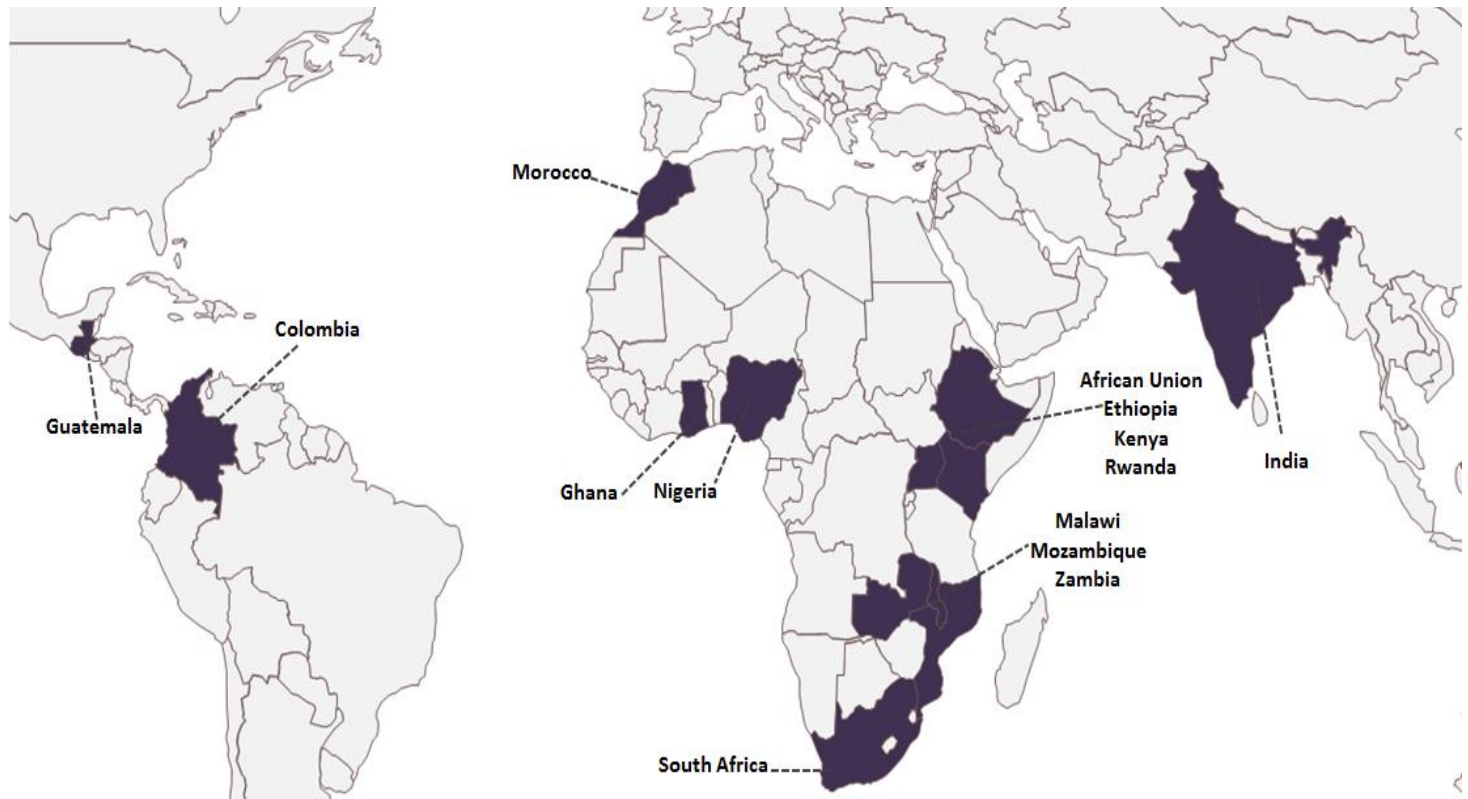 Morocco
Colombia
Guatemala
African Union
Ethiopia
Kenya
Rwanda
India
Ghana
Nigeria
Malawi
Mozambique
Zambia
South Africa